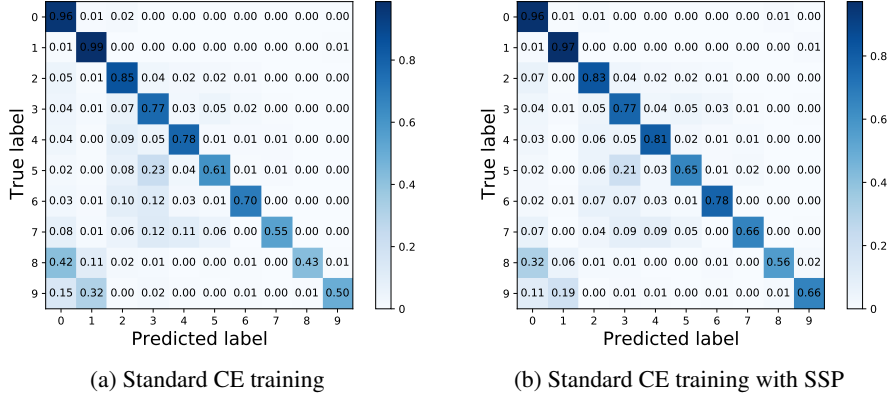 0 0.96 0.01 0.02 0.00 0.00 0.00 0.00 0.00 0.01 0.00
1 0.01 0.99 0.00 0.00 0.00 0.00 0.00 0.00 0.00 0.01
2 0.05 0.01 0.85 0.04 0.02 0.02 0.01 0.00 0.00 0.00
3 0.04 0.01 0.07 0.77 0.03 0.05 0.02 0.00 0.00 0.00
4 0.04 0.00 0.09 0.05 0.78 0.01 0.01 0.01 0.00 0.00
5 0.02 0.00 0.08 0.23 0.04 0.61 0.01 0.01 0.00 0.00
6 0.03 0.01 0.10 0.12 0.03 0.01 0.70 0.00 0.00 0.00
7 0.08 0.01 0.06 0.12 0.11 0.06 0.00 0.55 0.00 0.00
8 0.42 0.11 0.02 0.01 0.00 0.00 0.00 0.00 0.43 0.01
9 0.15 0.32 0.00 0.02 0.00 0.00 0.01 0.00 0.01 0.50
0 1 2 3 4 5 6 7 8 9
True label
Predicted label
0.8
0.6
0.4
0.2
0
(a) Standard CE training
0 0.96 0.01 0.01 0.00 0.00 0.00 0.00 0.00 0.01 0.00
1 0.01 0.97 0.00 0.00 0.00 0.00 0.00 0.00 0.00 0.01
2 0.07 0.00 0.83 0.04 0.02 0.02 0.01 0.00 0.00 0.00
3 0.04 0.01 0.05 0.77 0.04 0.05 0.03 0.01 0.00 0.00
4 0.03 0.00 0.06 0.05 0.81 0.02 0.01 0.01 0.00 0.00
5 0.02 0.00 0.06 0.21 0.03 0.65 0.00 0.02 0.00 0.00
6 0.02 0.01 0.07 0.07 0.03 0.01 0.78 0.00 0.00 0.00
7 0.07 0.00 0.04 0.09 0.09 0.05 0.00 0.66 0.00 0.00
8 0.32 0.06 0.01 0.01 0.00 0.00 0.01 0.00 0.56 0.02
9 0.11 0.19 0.00 0.01 0.00 0.00 0.01 0.00 0.01 0.66
0 1 2 3 4 5 6 7 8 9
True label
Predicted label
0.8
0.6
0.4
0.2
0
(b) Standard CE training with SSP